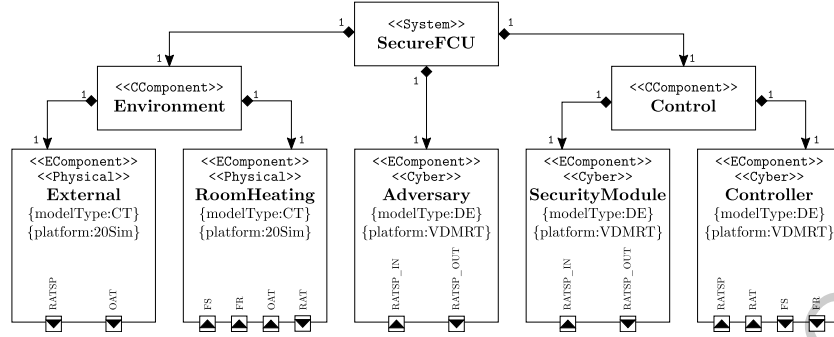 <<System>>
SecureFCU
1
1
1
1
1
1
<<CComponent>>
Environment
<<CComponent>>
Control
1
1
1
1
1
1
1
1
1
<<EComponent>>
<<Physical>>
External
{modelType:CT}
{platform:20Sim}
RATSP
OAT
<<EComponent>>
<<Physical>>
RoomHeating
{modelType:CT}
{platform:20Sim}
FS
FR
OAT
RAT
<<EComponent>>
<<Cyber>>
Adversary
{modelType:DE}
{platform:VDMRT}
RATSP_IN
RATSP_OUT
<<EComponent>>
<<Cyber>>
SecurityModule
{modelType:DE}
{platform:VDMRT}
RATSP_IN
RATSP_OUT
<<EComponent>>
<<Cyber>>
Controller
{modelType:DE}
{platform:VDMRT}
RATSP
RAT
FS
FR